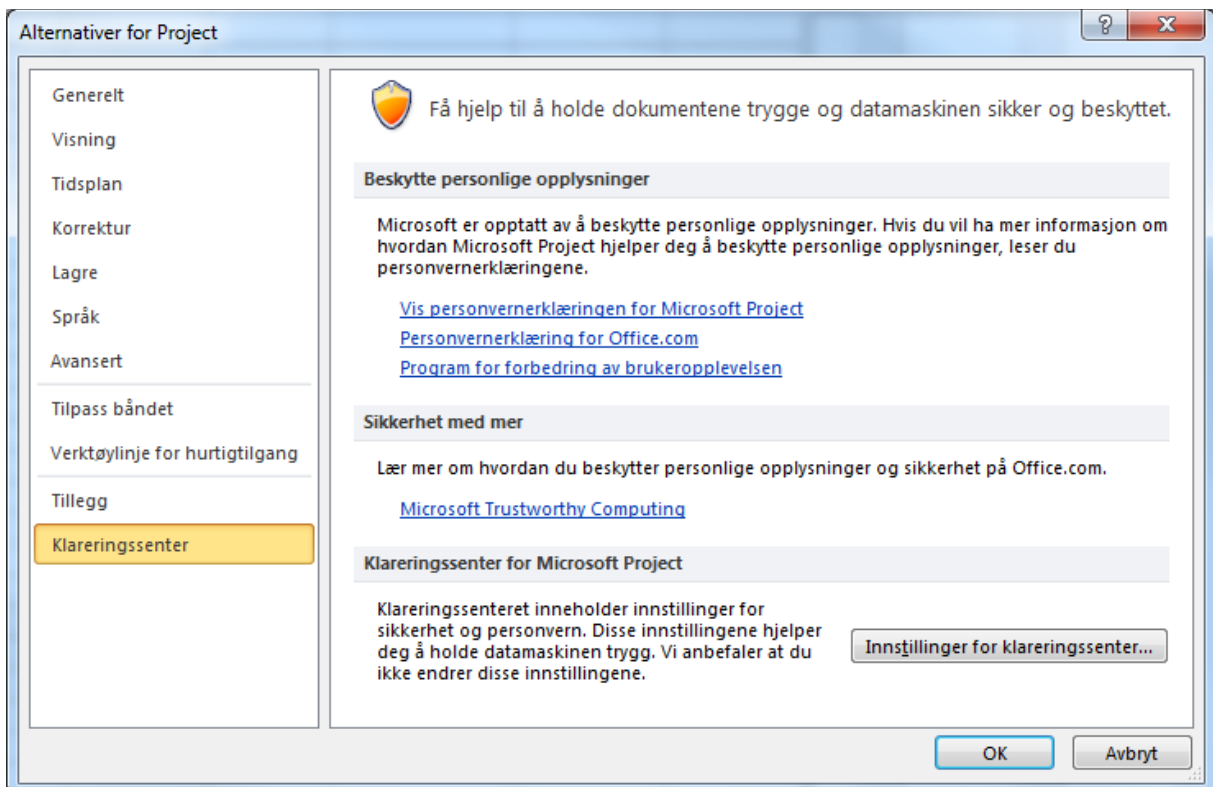 Alternativer for Project
Generelt
Visning
Tidsplan
Korrektur
Lagre
Språk
Avansert
Tilpass båndet
Verktøylinje for hurtigtilgang
Tillegg
Klareringssenter
Få hjelp til å holde dokumentene trygge og datamaskinen sikker og beskyttet.
Beskytte personlige opplysninger
Microsoft er opptatt av å beskytte personlige opplysninger. Hvis du vil ha mer informasjon om
hvordan Microsoft Project hjelper deg å beskytte personlige opplysninger, leser du
personvernerklæringene.
Vis personvernerklæringen for Microsoft Project
Personvernerklæring for Office.com
Program for forbedring av brukeropplevelsen
Sikkerhet med mer
Lær mer om hvordan du beskytter personlige opplysninger og sikkerhet på Office.com.
Microsoft Trustworthy Computing
Klareringssenter for Microsoft Project
Klareringssenteret inneholder innstillinger for
sikkerhet og personvern. Disse innstillingene hjelper
deg å holde datamaskinen trygg. Vi anbefaler at du
ikke endrer disse innstillingene.
Innstillinger for klareringssenter...
OK
Avbryt